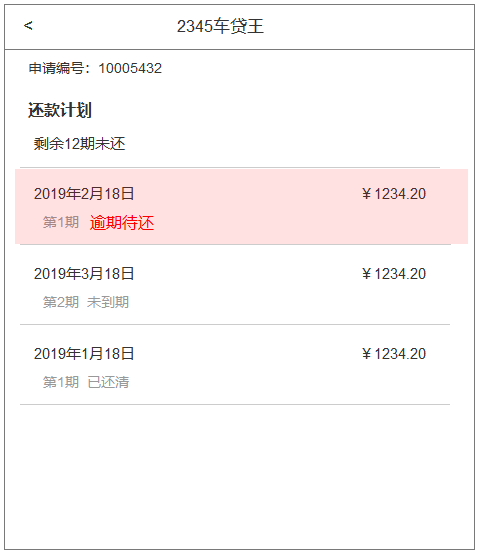 < 2345车贷王
申请编号：10005432
还款计划
剩余12期未还
2019年2月18日 ￥1234.20
第1期 逾期待还
2019年3月18日 ￥1234.20
第2期 未到期
2019年1月18日 ￥1234.20
第1期 已还清